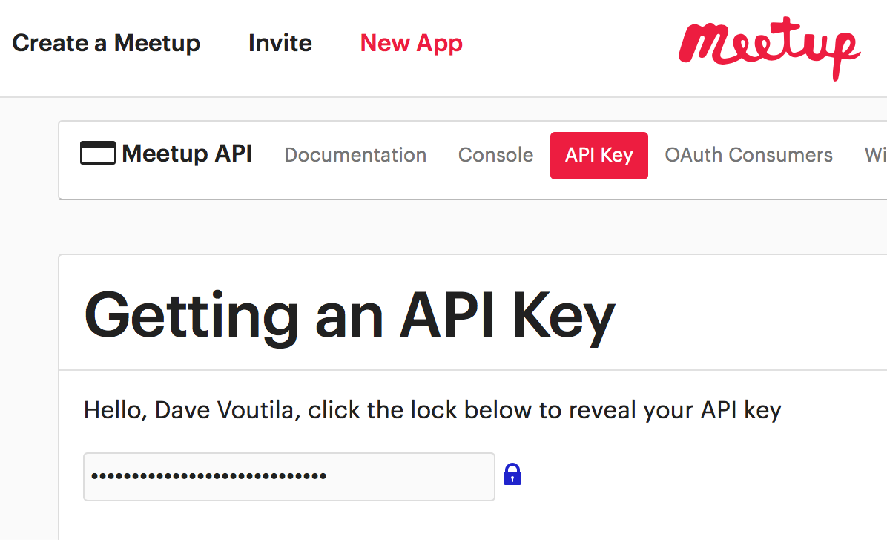 Create a Meetup Invite New App meetup
Meetup API Documentation Console API Key OAuth Consumers Wi
Getting an API Key
Hello, Dave Voutila, click the lock below to reveal your API key
•••••••••••••••••••••••••••••